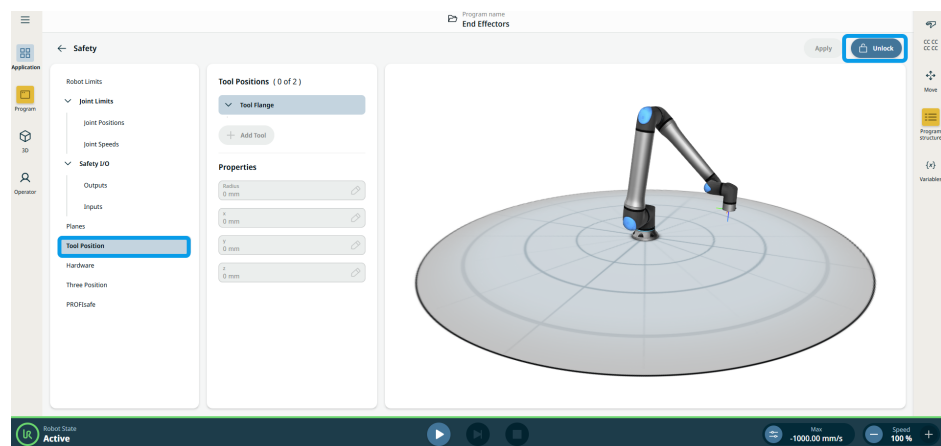 Program name
End Effectors
Safety
Apply
Unlock
Application
Program
3D
Operator
Robot Limits
Joint Limits
Joint Positions
Joint Speeds
Safety I/O
Outputs
Inputs
Planes
Tool Position
Hardware
Three Position
PROFIsafe
Tool Positions ( 0 of 2 )
Tool Flange
+ Add Tool
Properties
Radius
0 mm
X
0 mm
Y
0 mm
Z
0 mm
CC CC
CC CC
Move
Program
structure
{x}
Variables
UR
Robot State
Active
Max
-1000.00 mm/s
Speed
100 %